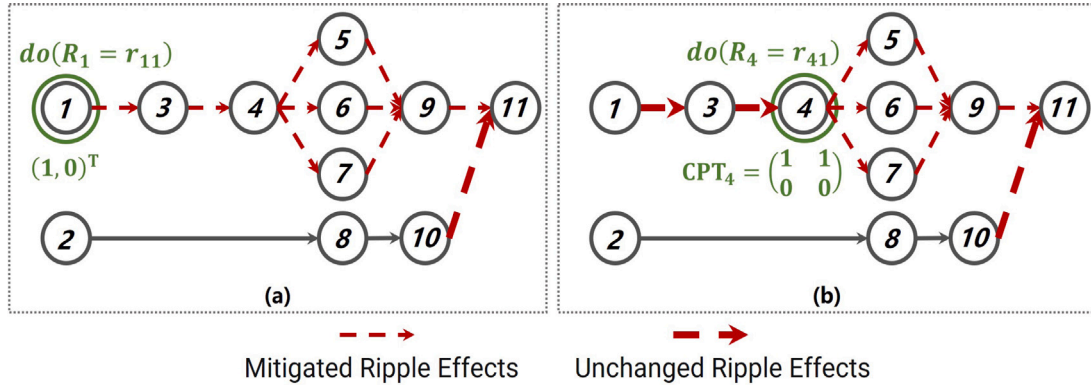 do(R₁ = r₁₁)
1
3
4
5
6
7
9
11
(1, 0)ᵀ
2
8
10
(a)
do(R₄ = r₄₁)
1
3
4
5
6
7
9
11
CPT₄ = (1 1
0 0)
2
8
10
(b)
Mitigated Ripple Effects
Unchanged Ripple Effects